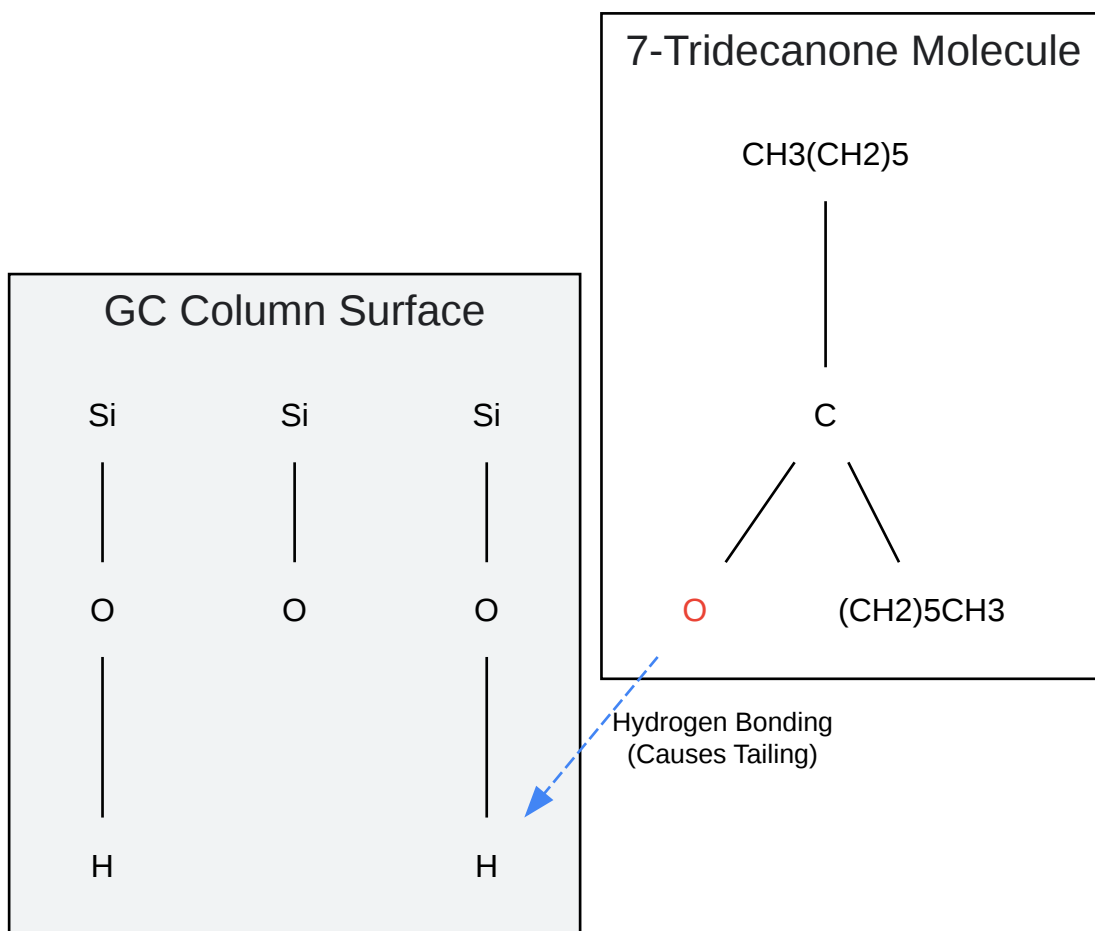 7-Tridecanone Molecule
CH3(CH2)5
C
O
(CH2)5CH3
GC Column Surface
Si
Si
Si
O
O
O
H
H
Hydrogen Bonding
(Causes Tailing)